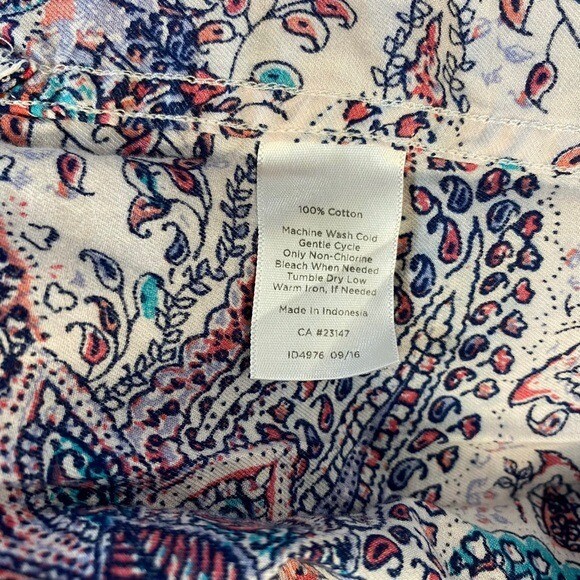 100% Cotton
Machine Wash Cold
Gentle Cycle
Only Non-Chlorine
Bleach When Needed
Tumble Dry Low
Warm Iron, If Needed
Made In Indonesia
CA #23147
ID4976 09/16